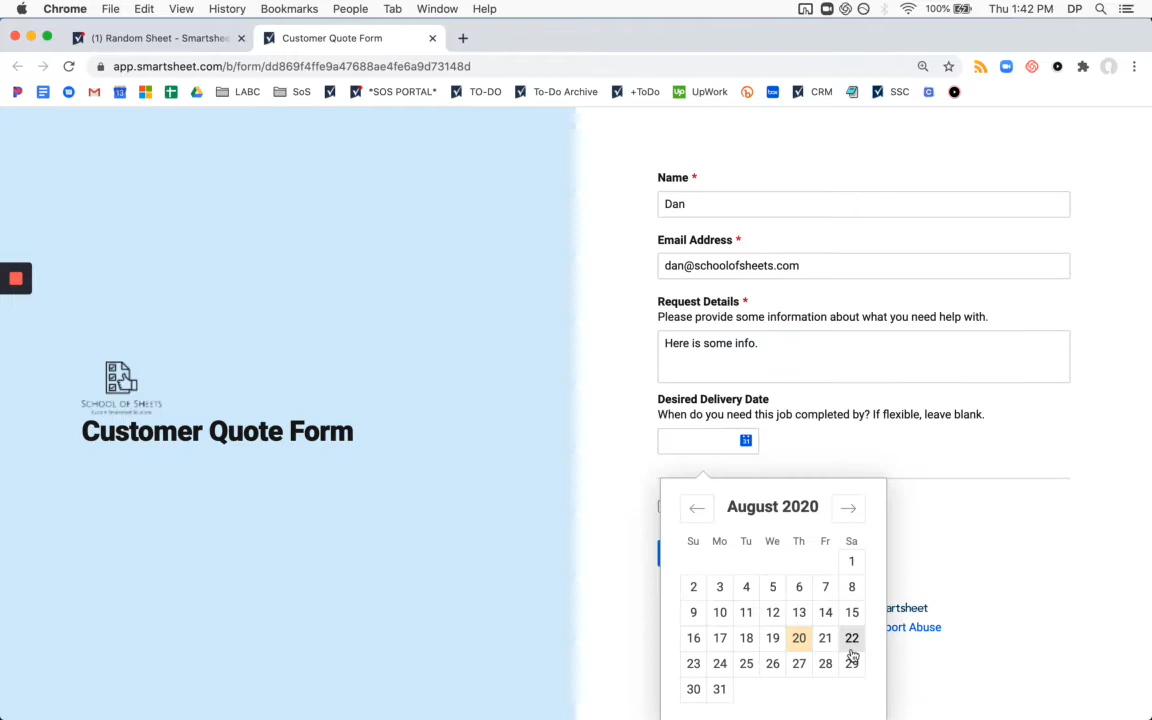 Chrome File Edit View History Bookmarks People Tab Window Help 100% Thu 1:42 PM DP
(1) Random Sheet - Smartshee
Customer Quote Form
app.smartsheet.com/b/form/dd869f4ffe9a47688ae4fe6a9d73148d
LABC SoS *SOS PORTAL* TO-DO To-Do Archive +ToDo UpWork CRM SSC
Name *
Dan
Email Address *
dan@schoolofsheets.com
Request Details *
Please provide some information about what you need help with.
Here is some info.
Desired Delivery Date
When do you need this job completed by? If flexible, leave blank.
31
SCHOOL OF SHEETS
Customer Quote Form
August 2020
Su Mo Tu We Th Fr Sa
1
2 3 4 5 6 7 8
9 10 11 12 13 14 15
16 17 18 19 20 21 22
23 24 25 26 27 28 29
30 31
artsheet
port Abuse